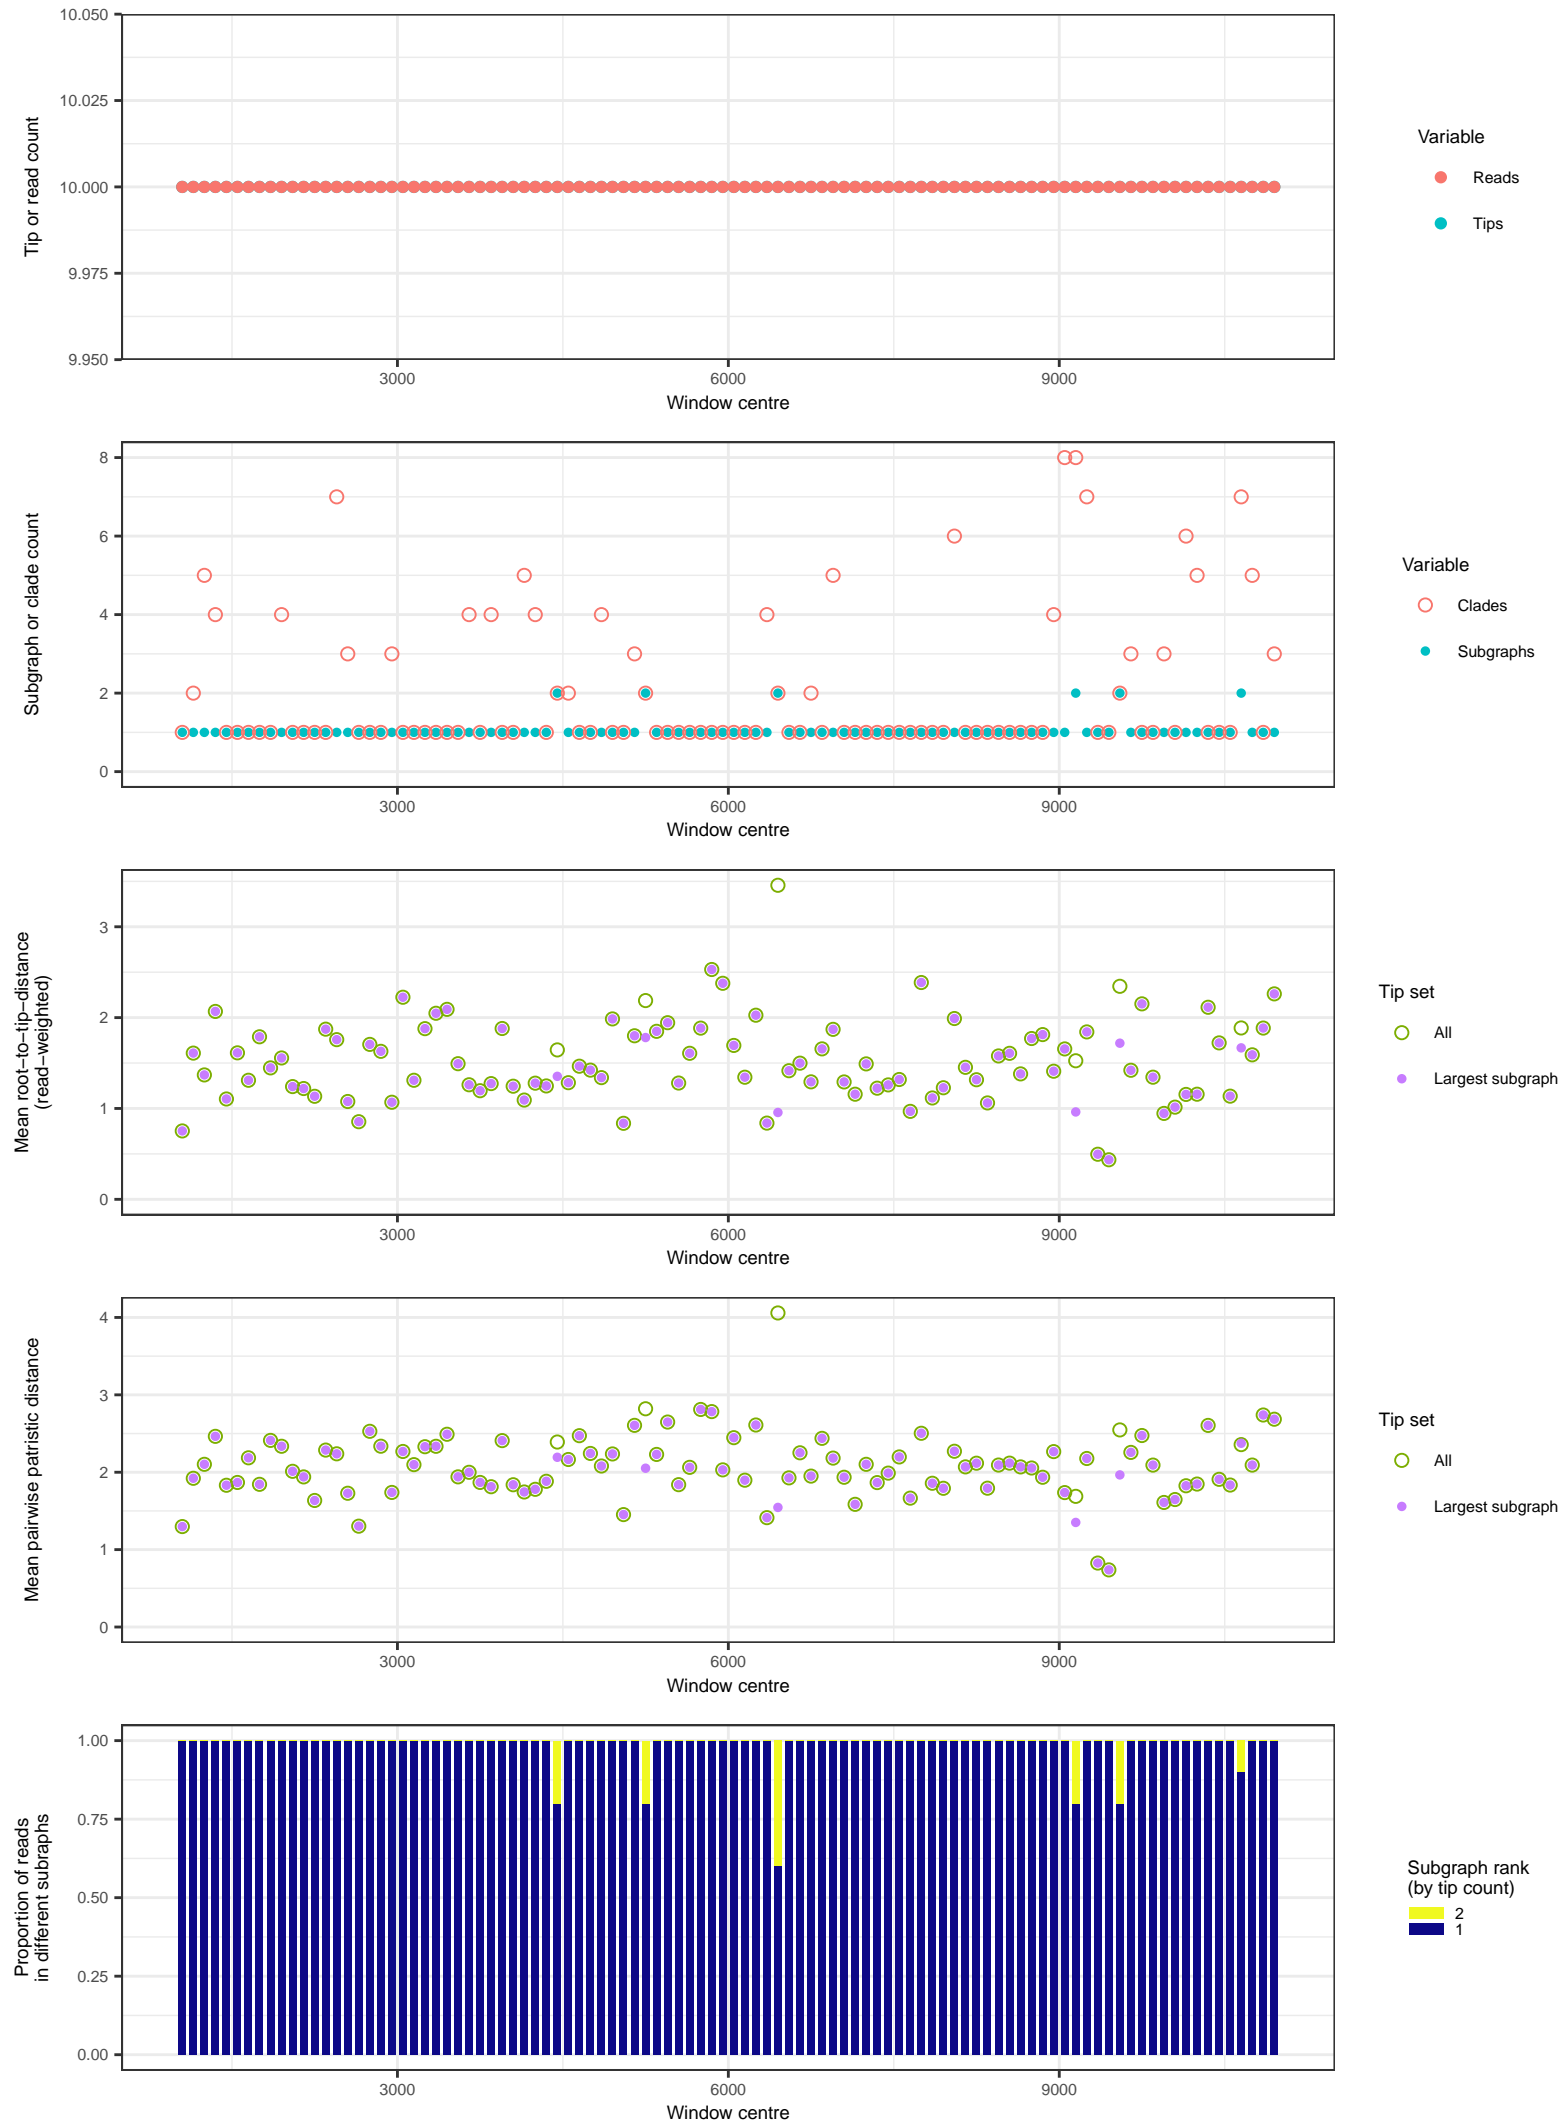 10.050
10.025
10.000
9.975
9.950
Tip or read count
3000 6000 9000
Window centre
Variable
Reads
Tips
8
6
4
2
0
Subgraph or clade count
3000 6000 9000
Window centre
Variable
Clades
Subgraphs
3
2
1
0
Mean root−to−tip−distance
(read−weighted)
3000 6000 9000
Window centre
Tip set
All
Largest subgraph
4
3
2
1
0
Mean pairwise patristic distance
3000 6000 9000
Window centre
Tip set
All
Largest subgraph
1.00
0.75
0.50
0.25
0.00
Proportion of reads
in different subraphs
3000 6000 9000
Window centre
Subgraph rank
(by tip count)
2
1